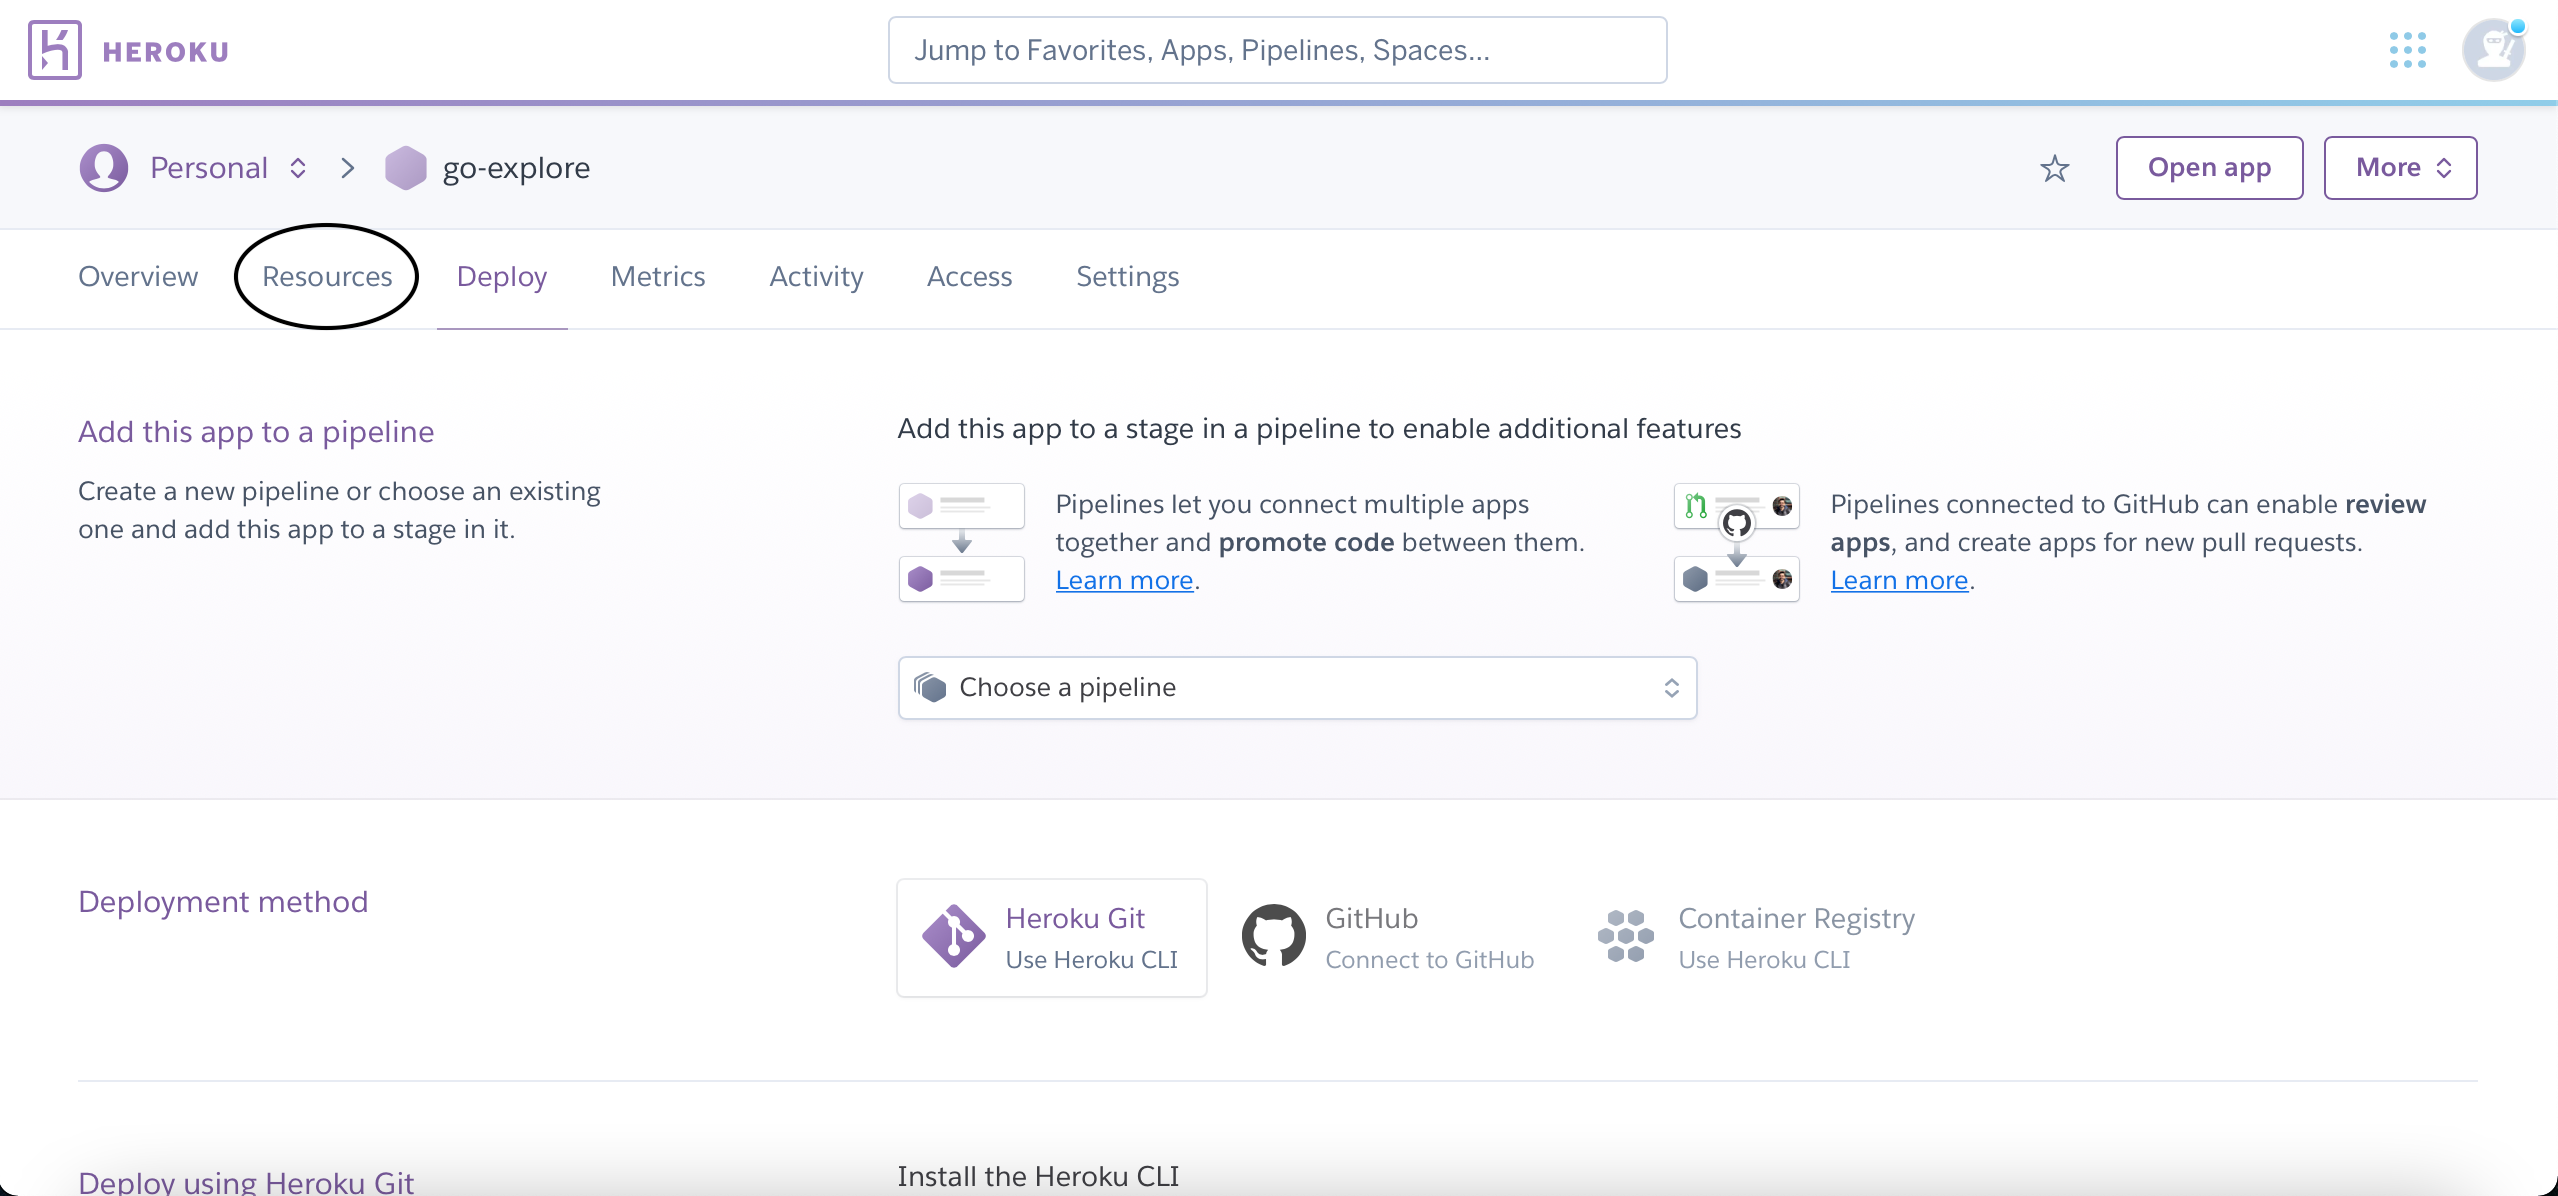 HEROKU
Jump to Favorites, Apps, Pipelines, Spaces...
Personal
go-explore
Open app
More
Overview
Resources
Deploy
Metrics
Activity
Access
Settings
Add this app to a pipeline
Create a new pipeline or choose an existing
one and add this app to a stage in it.
Add this app to a stage in a pipeline to enable additional features
Pipelines let you connect multiple apps
together and promote code between them.
Learn more.
Pipelines connected to GitHub can enable review
apps, and create apps for new pull requests.
Learn more.
Choose a pipeline
Deployment method
Heroku Git
Use Heroku CLI
GitHub
Connect to GitHub
Container Registry
Use Heroku CLI
Deploy using Heroku Git
Install the Heroku CLI